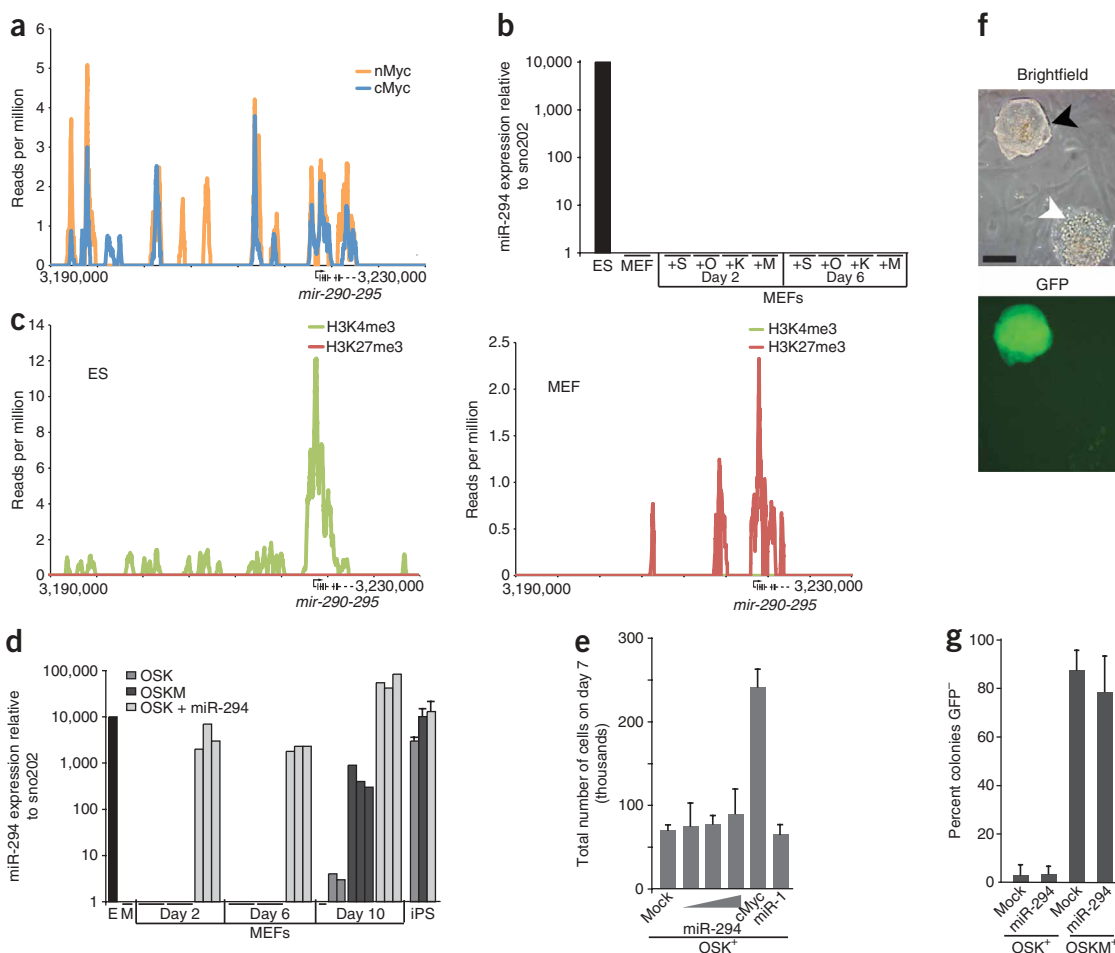 a
Reads per million
6
5
4
3
2
1
0
nMyc
cMyc
3,190,000
3,230,000
mir-290-295
b
miR-294 expression relative
to sno202
10,000
1,000
100
10
1
ES
MEF
+S
+O
+K
+M
+S
+O
+K
+M
Day 2
Day 6
MEFs
c
Reads per million
14
12
10
8
6
4
2
0
H3K4me3
H3K27me3
ES
3,190,000
3,230,000
mir-290-295
Reads per million
2.5
2.0
1.5
1.0
0.5
0
H3K4me3
H3K27me3
MEF
3,190,000
3,230,000
mir-290-295
d
miR-294 expression relative
to sno202
100,000
10,000
1,000
100
10
1
OSK
OSKM
OSK + miR-294
E
M
Day 2
Day 6
Day 10
iPS
MEFs
e
Total number of cells on day 7
(thousands)
300
200
100
0
Mock
miR-294
cMyc
miR-1
OSK+
f
Brightfield
GFP
g
Percent colonies GFP−
100
80
60
40
20
0
Mock
miR-294
Mock
miR-294
OSK+
OSKM+